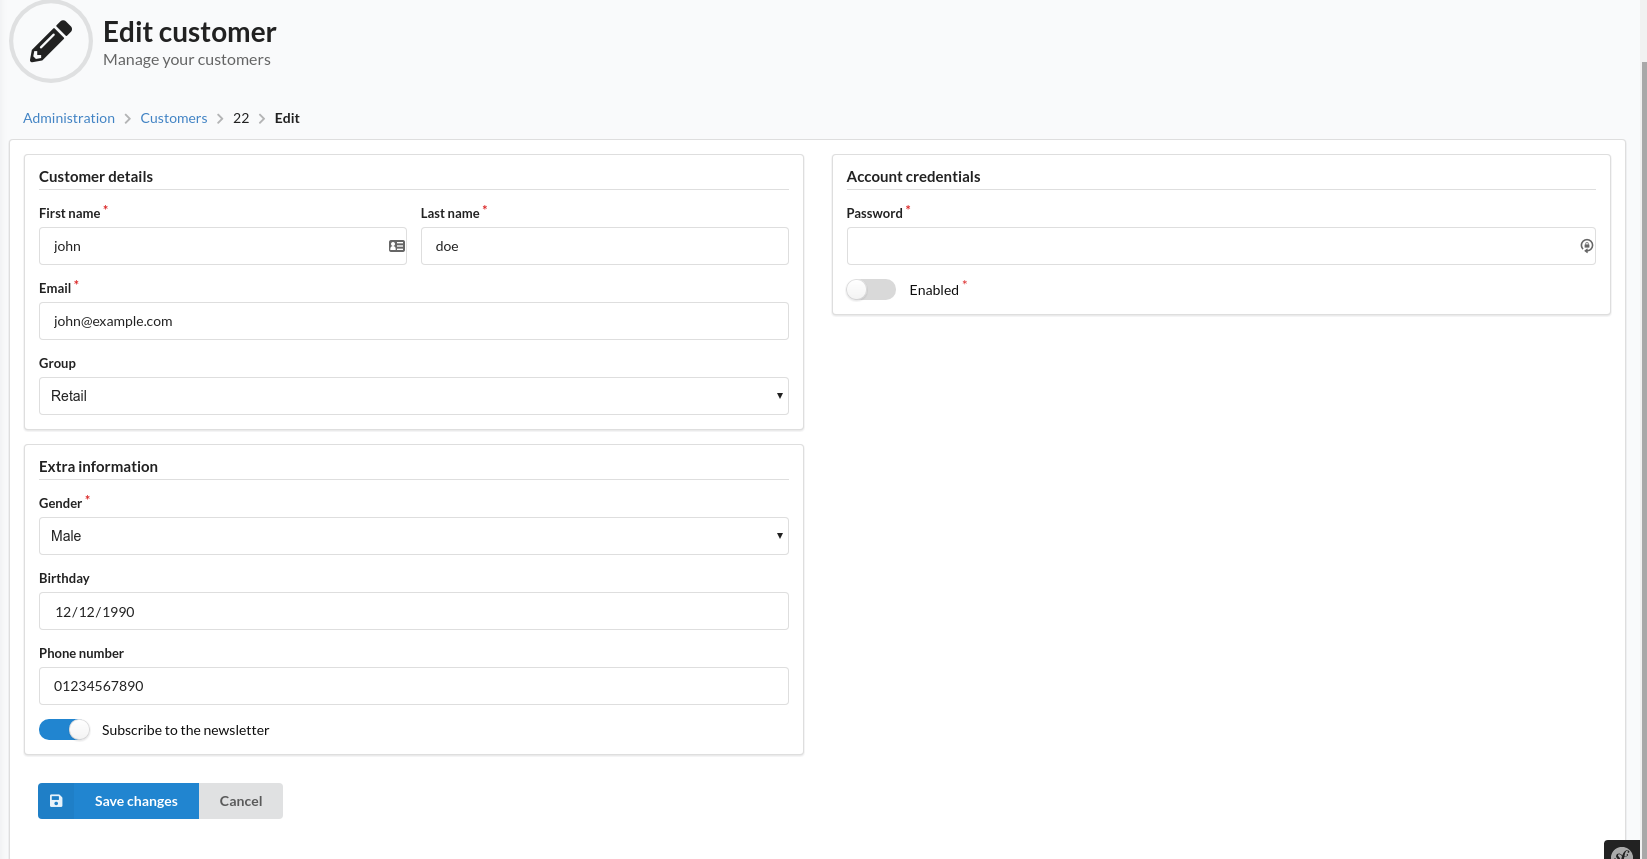 Edit customer
Manage your customers
Administration > Customers > 22 > Edit
Customer details
First name *
Last name *
john
doe
Email *
john@example.com
Group
Retail
Extra information
Gender *
Male
Birthday
12/12/1990
Phone number
01234567890
Subscribe to the newsletter
Save changes
Cancel
Account credentials
Password *
Enabled *